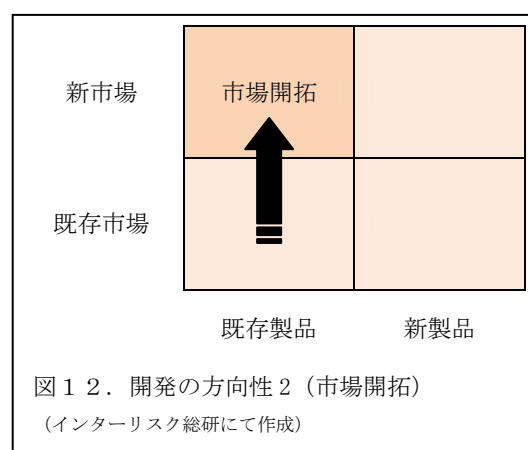 新市場 市場開拓
既存市場
既存製品 新製品
図１２．開発の方向性２（市場開拓）
（インターリスク総研にて作成）